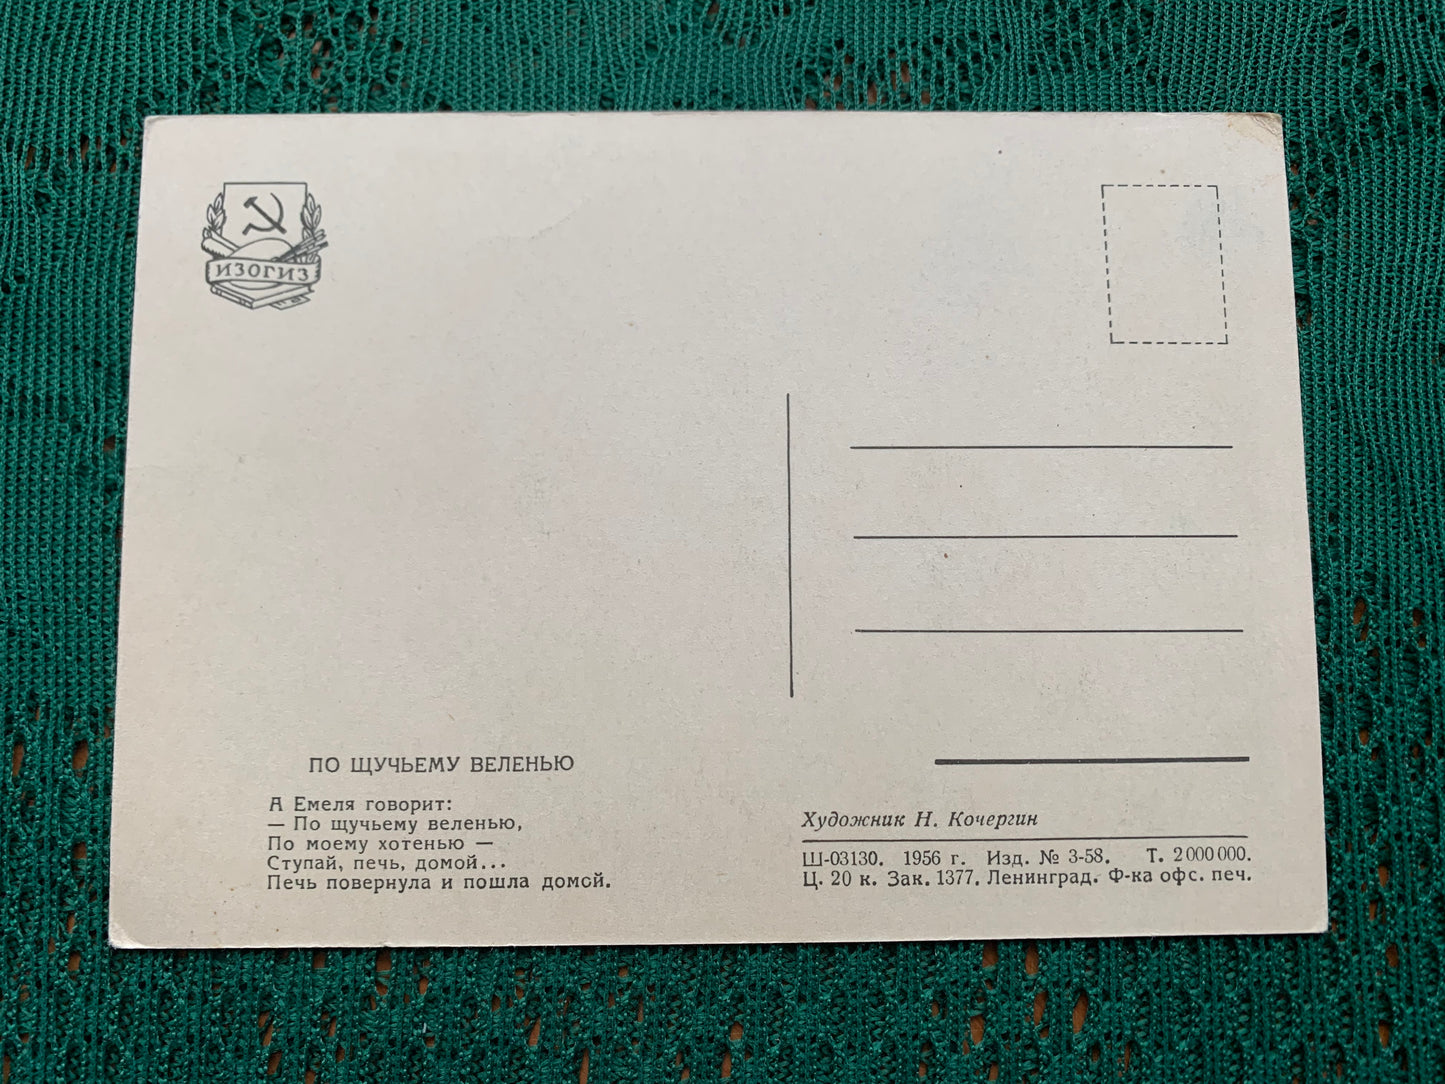 ИЗОГИЗ
ПО ЩУЧЬЕМУ ВЕЛЕНЬЮ
А Емеля говорит:
— По щучьему веленью,
По моему хотенью —
Ступай, печь, домой...
Печь повернула и пошла домой.
Художник Н. Кочергин
Ш-03130. 1956 г. Изд. № 3-58. Т. 2 000 000.
Ц. 20 к. Зак. 1377. Ленинград. Ф-ка офс. печ.